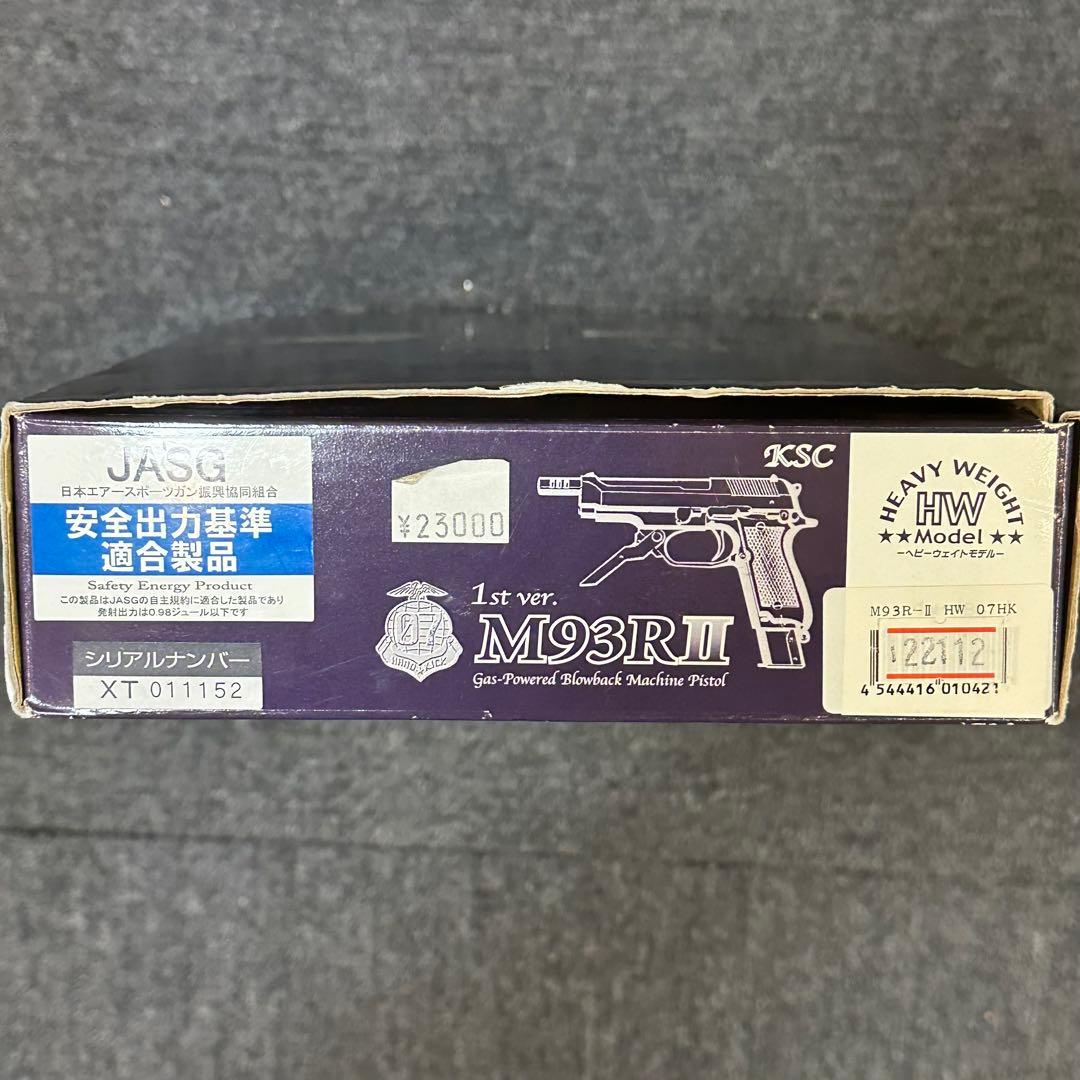 JASG
日本エアースポーツガン振興協同組合
安全出力基準
適合製品
Safety Energy Product
この製品はJASGの自主規約に適合した製品であり
発射出力は0.98ジュール以下です
シリアルナンバー
XT 011152
¥23000
KSC
1st ver.
07
HAND KICK
M93RII
Gas-Powered Blowback Machine Pistol
HEAVY WEIGHT
HW
★★Model★★
-ヘビーウェイトモデル-
M93R-Ⅱ HW 07HK
22112
4 544416 010421